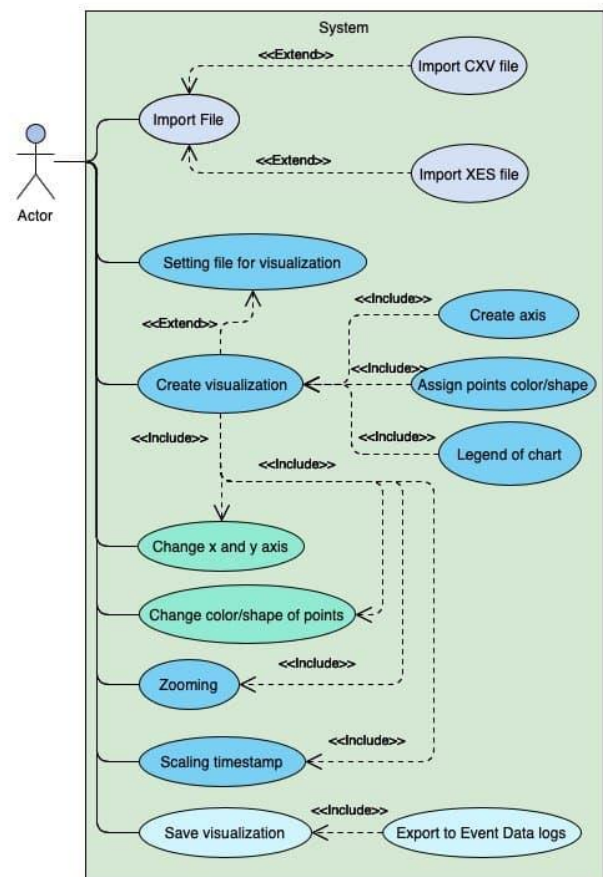 System
<<Extend>>
Import CXV file
Import File
<<Extend>>
Import XES file
Actor
Setting file for visualization
<<Extend>>
<<Include>>
Create axis
<<Include>>
Create visualization
Assign points color/shape
<<Include>>
<<Include>>
<<Include>>
Legend of chart
Change x and y axis
Change color/shape of points
<<Include>>
Zooming
<<Include>>
Scaling timestamp
<<Include>>
Save visualization
Export to Event Data logs